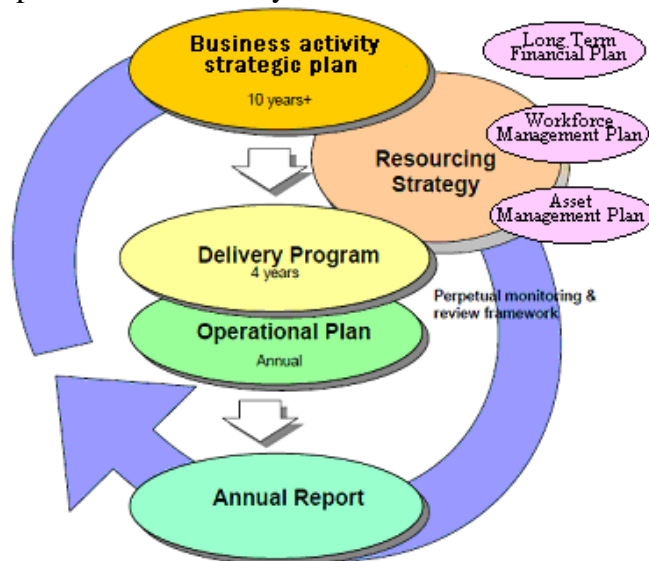 Business activity
strategic plan
10 years+
Long Term
Financial Plan
Workforce
Management Plan
Resourcing
Strategy
Asset
Management Plan
Delivery Program
4 years
Perpetual monitoring &
review framework
Operational Plan
Annual
Annual Report